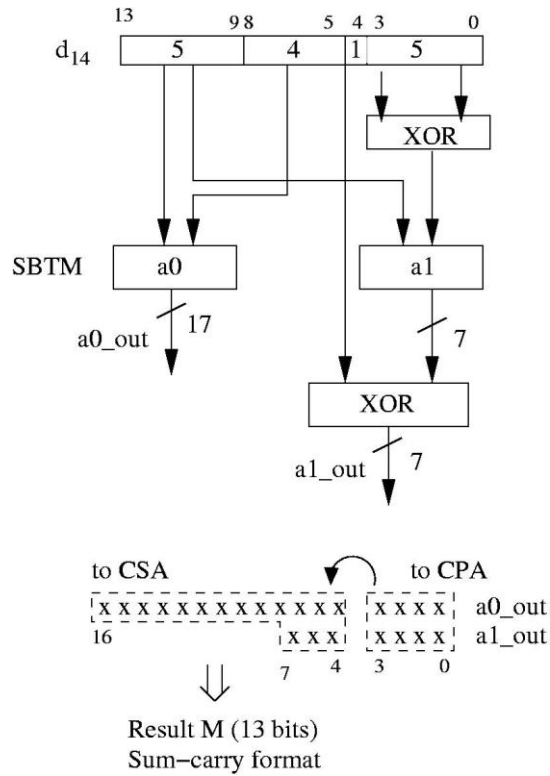 13 9 8 5 4 3 0
d14 5 4 1 5
XOR
SBTM a0 a1
17
a0_out
7
XOR
a1_out 7
to CSA to CPA
x x x x x x x x x x x x x x x x x a0_out
16 x x x x x x x a1_out
7 4 3 0
Result M (13 bits)
Sum-carry format